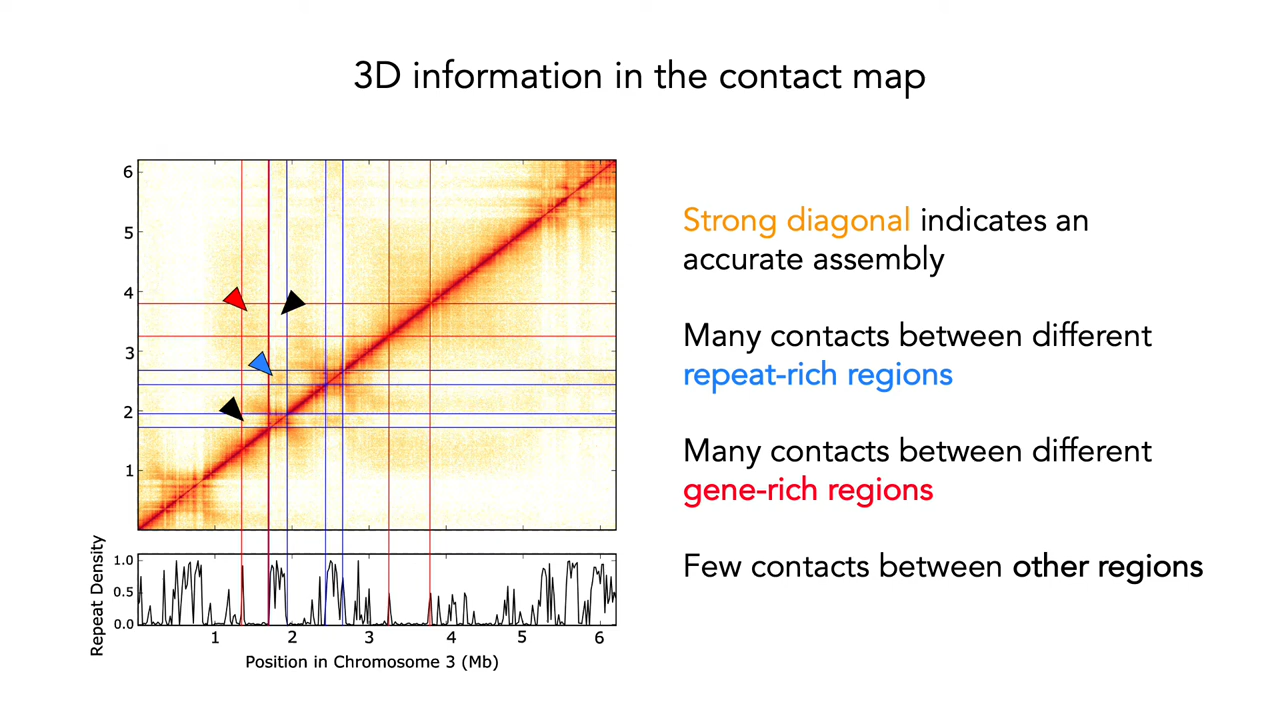 3D information in the contact map
6
5
4
3
2
1
Strong diagonal indicates an
accurate assembly
Many contacts between different
repeat-rich regions
Many contacts between different
gene-rich regions
Few contacts between other regions
Repeat Density
1.0
0.5
0.0
1 2 3 4 5 6
Position in Chromosome 3 (Mb)